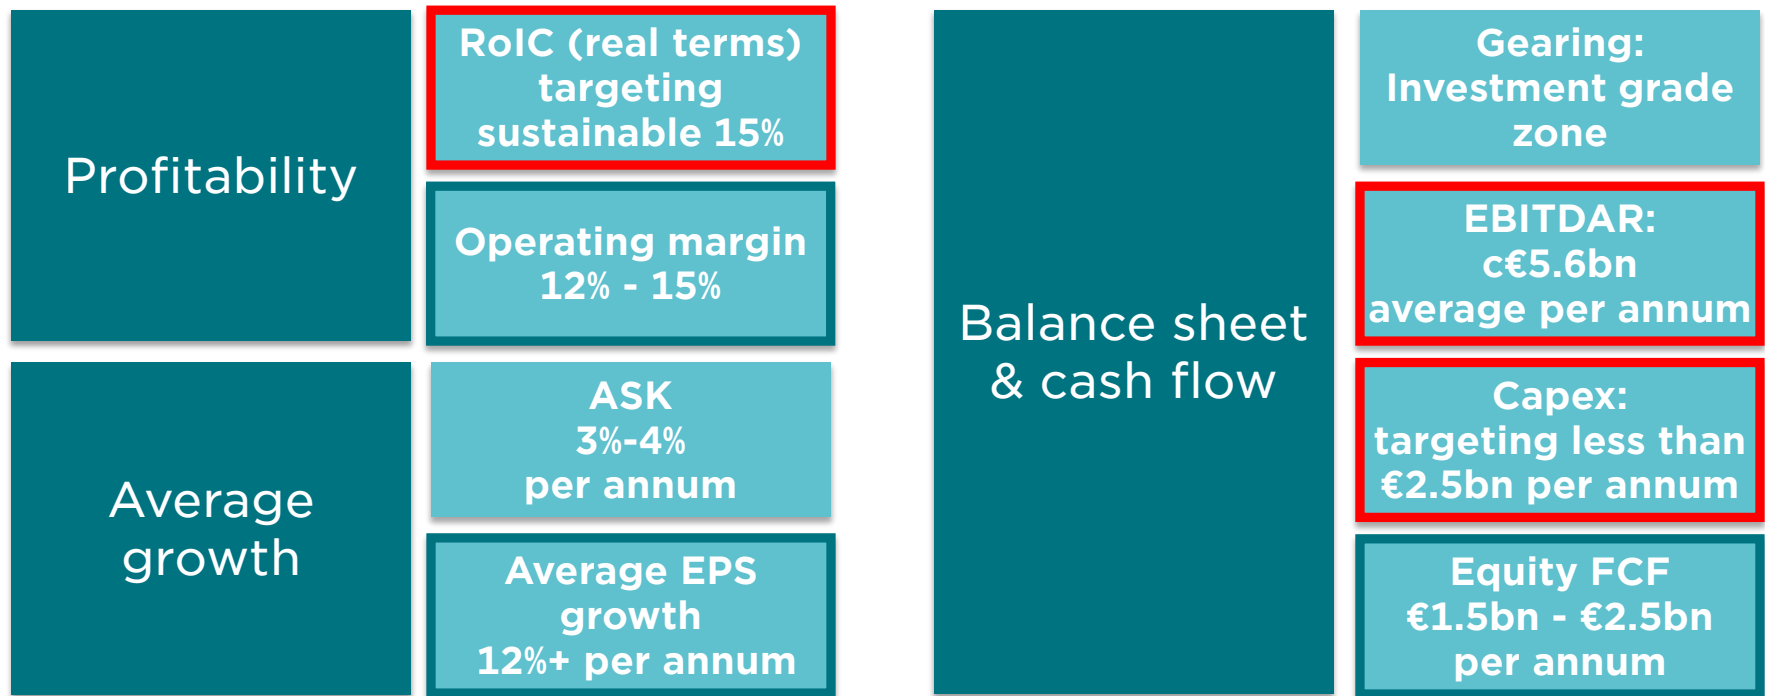 Profitability
RoIC (real terms)
targeting
sustainable 15%
Operating margin
12% - 15%
Average
growth
ASK
3%-4%
per annum
Average EPS
growth
12%+ per annum
Balance sheet
& cash flow
Gearing:
Investment grade
zone
EBITDAR:
c€5.6bn
average per annum
Capex:
targeting less than
€2.5bn per annum
Equity FCF
€1.5bn - €2.5bn
per annum